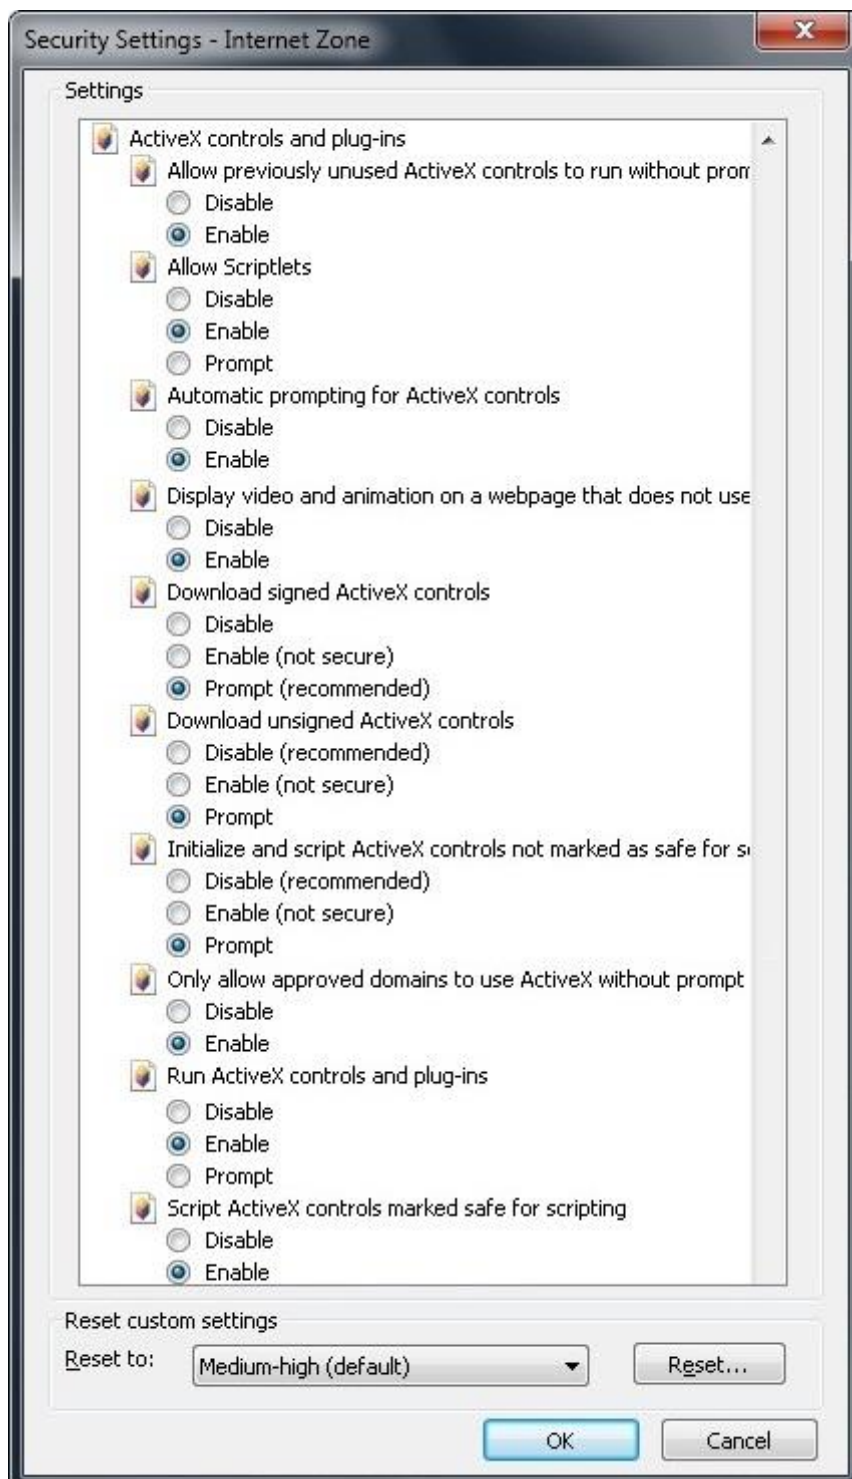 Security Settings - Internet Zone
Settings
ActiveX controls and plug-ins
Allow previously unused ActiveX controls to run without prom
Disable
Enable
Allow Scriptlets
Disable
Enable
Prompt
Automatic prompting for ActiveX controls
Disable
Enable
Display video and animation on a webpage that does not use
Disable
Enable
Download signed ActiveX controls
Disable
Enable (not secure)
Prompt (recommended)
Download unsigned ActiveX controls
Disable (recommended)
Enable (not secure)
Prompt
Initialize and script ActiveX controls not marked as safe for s
Disable (recommended)
Enable (not secure)
Prompt
Only allow approved domains to use ActiveX without prompt
Disable
Enable
Run ActiveX controls and plug-ins
Disable
Enable
Prompt
Script ActiveX controls marked safe for scripting
Disable
Enable
Reset custom settings
Reset to:
Medium-high (default)
Reset...
OK
Cancel